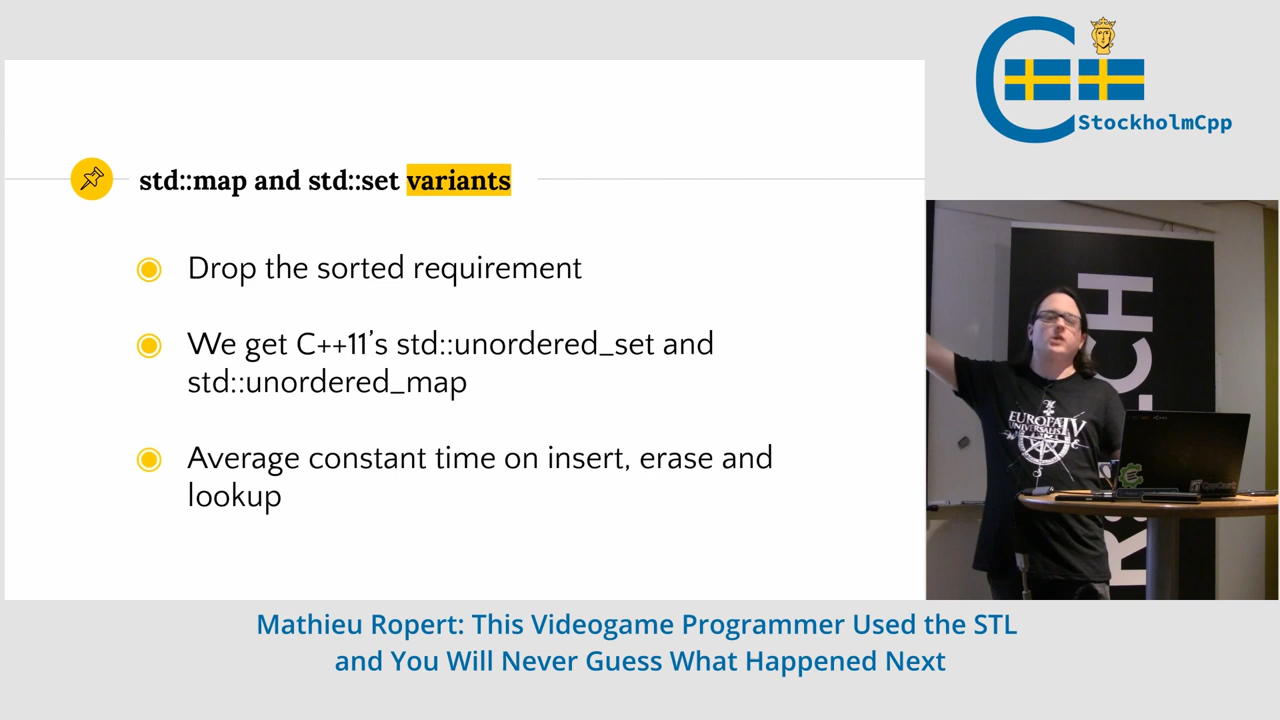 StockholmCpp
std::map and std::set variants
Drop the sorted requirement
We get C++11’s std::unordered_set and
std::unordered_map
Average constant time on insert, erase and
lookup
EUROPA IV
UNIVERSALIS
Mathieu Ropert: This Videogame Programmer Used the STL
and You Will Never Guess What Happened Next